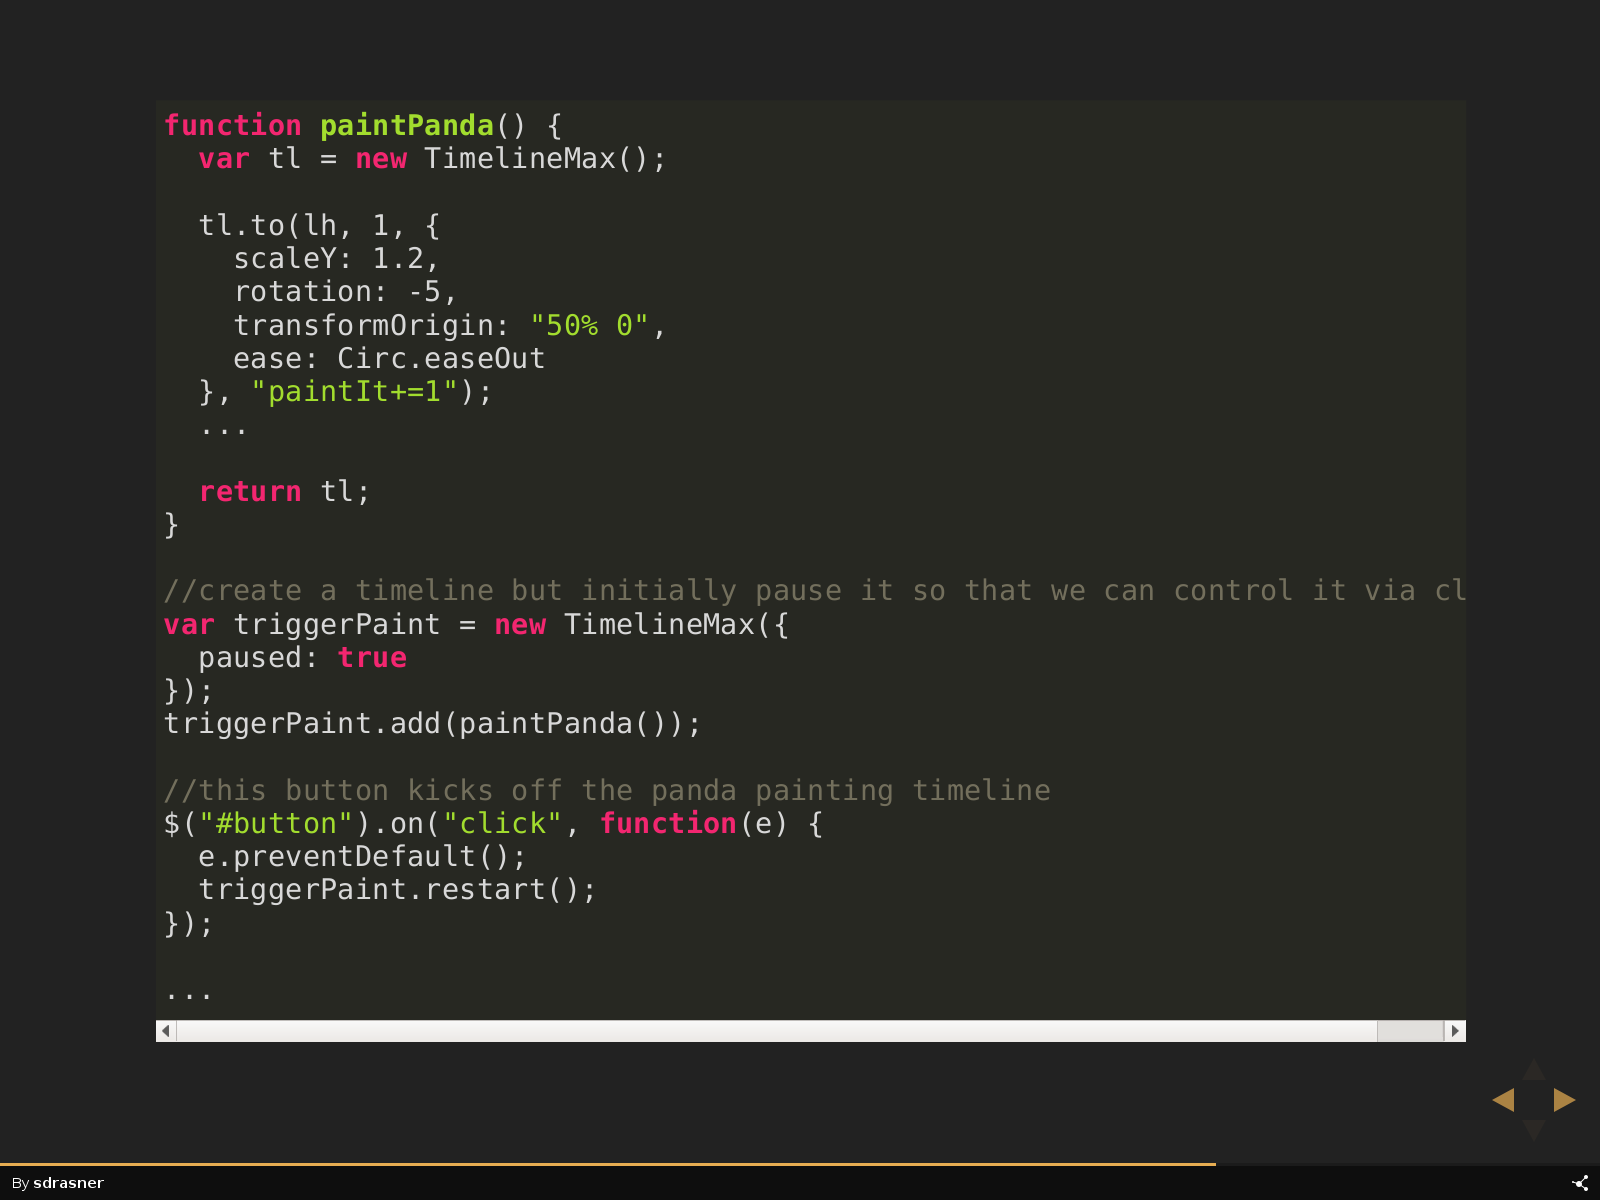 function paintPanda() {
  var tl = new TimelineMax();

  tl.to(lh, 1, {
    scaleY: 1.2,
    rotation: -5,
    transformOrigin: "50% 0",
    ease: Circ.easeOut
  }, "paintIt+=1");
  ...

  return tl;
}

//create a timeline but initially pause it so that we can control it via cl
var triggerPaint = new TimelineMax({
  paused: true
});
triggerPaint.add(paintPanda());

//this button kicks off the panda painting timeline
$("#button").on("click", function(e) {
  e.preventDefault();
  triggerPaint.restart();
});

...
By sdrasner